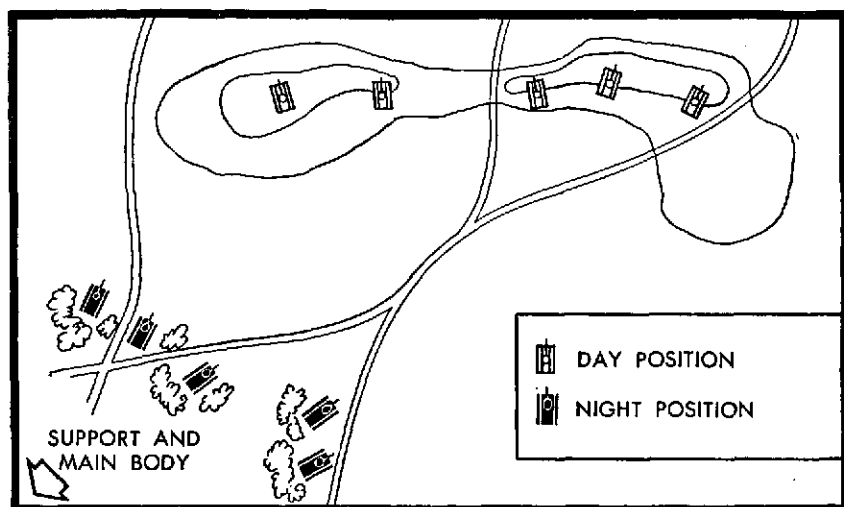 DAY POSITION
NIGHT POSITION
SUPPORT AND
MAIN BODY